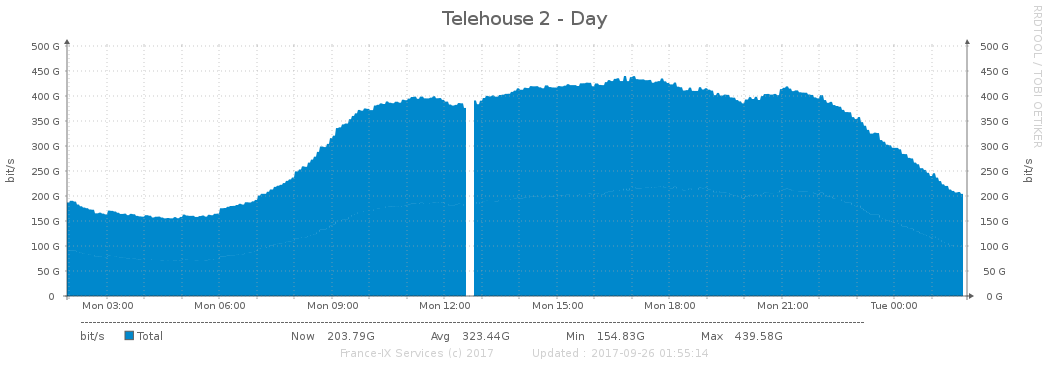 Telehouse 2 - Day
RRDTOOL / TOBI OETIKER
bit/s
500 G 500 G
450 G 450 G
400 G 400 G
350 G 350 G
300 G 300 G
250 G 250 G
200 G 200 G
150 G 150 G
100 G 100 G
50 G 50 G
0 0 G
bit/s
Mon 03:00 Mon 06:00 Mon 09:00 Mon 12:00 Mon 15:00 Mon 18:00 Mon 21:00 Tue 00:00
bit/s Total Now 203.79G Avg 323.44G Min 154.83G Max 439.58G
France-IX Services (c) 2017 Updated : 2017-09-26 01:55:14